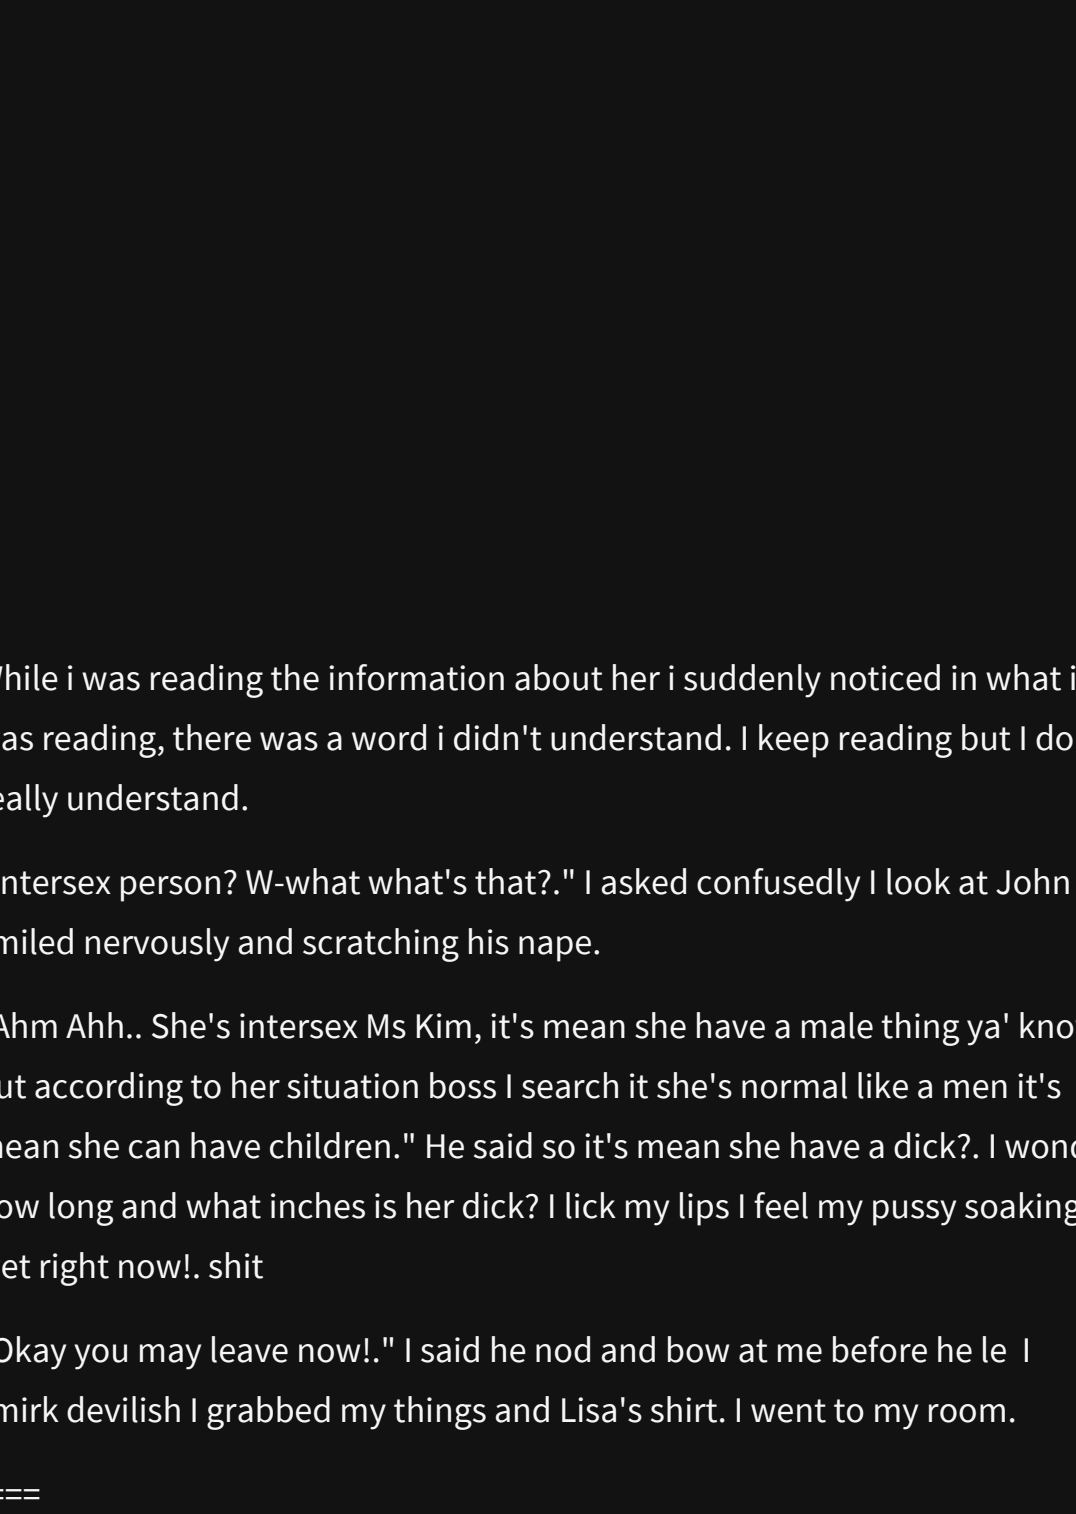 hile i was reading the information about her i suddenly noticed in what i
as reading, there was a word i didn't understand. I keep reading but I do
eally understand.
ntersex person? W-what what's that?." I asked confusedly I look at John
miled nervously and scratching his nape.
Ahm Ahh.. She's intersex Ms Kim, it's mean she have a male thing ya' kno
ut according to her situation boss I search it she's normal like a men it's
ean she can have children." He said so it's mean she have a dick?. I wond
ow long and what inches is her dick? I lick my lips I feel my pussy soaking
et right now!. shit
Okay you may leave now!." I said he nod and bow at me before he le I
mirk devilish I grabbed my things and Lisa's shirt. I went to my room.
===